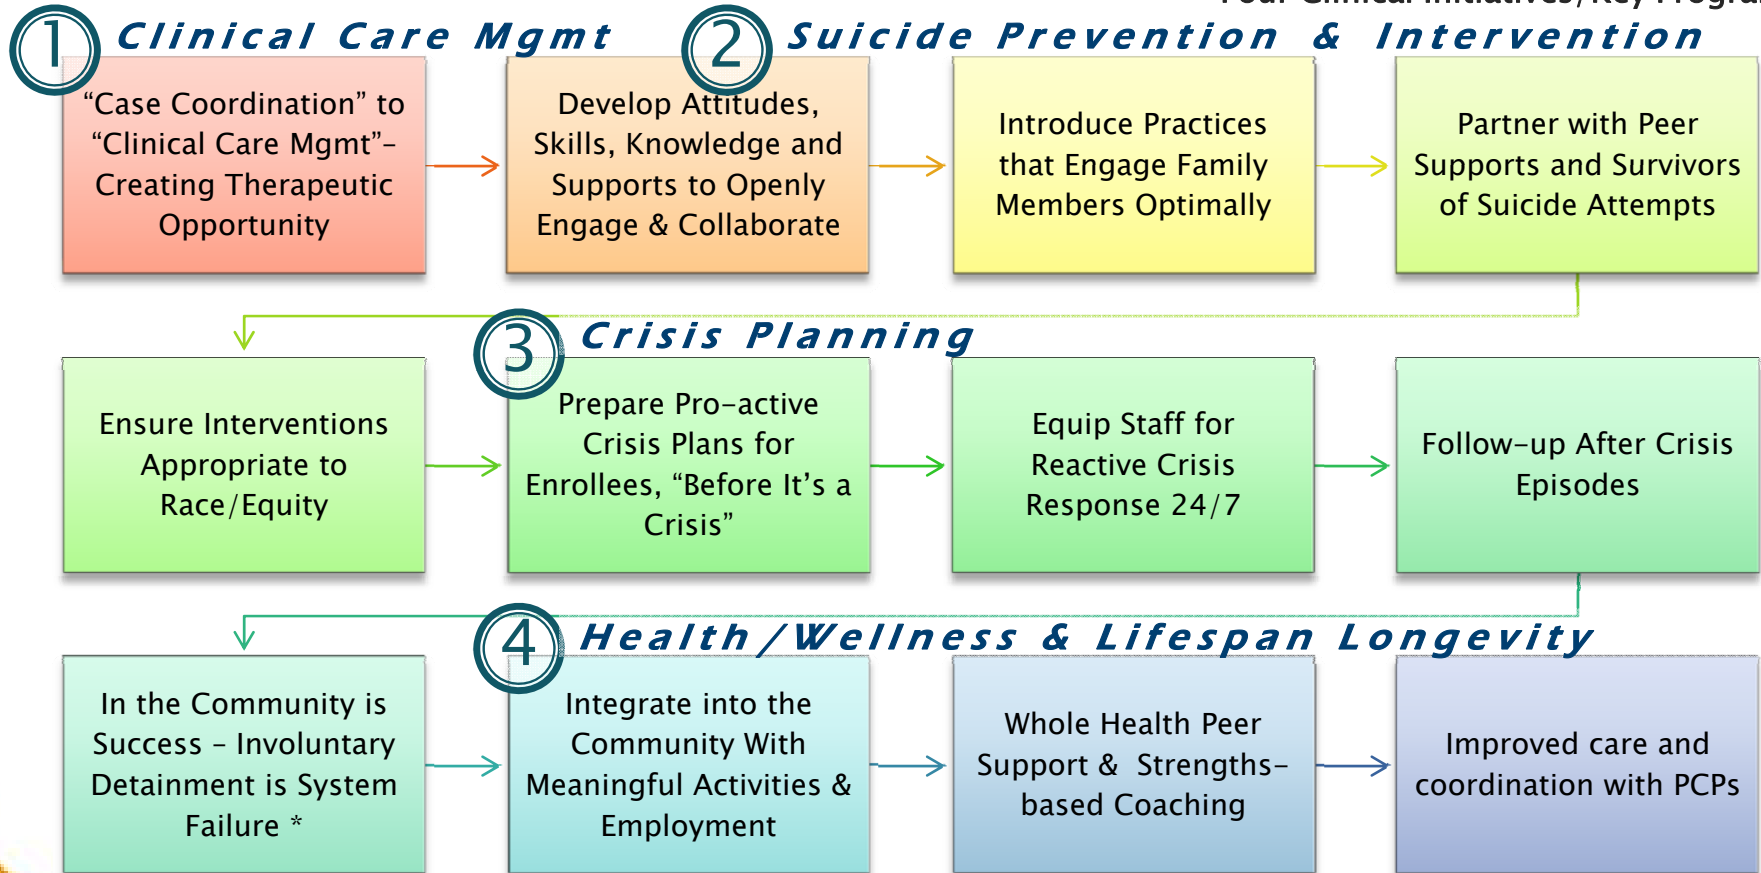 Four Clinical Initiatives/Key
1 Clinical Care Mgmt
2 Suicide Prevention & Intervention
"Case Coordination" to
"Clinical Care Mgmt"–
Creating Therapeutic
Opportunity
Develop Attitudes,
Skills, Knowledge and
Supports to Openly
Engage & Collaborate
Introduce Practices
that Engage Family
Members Optimally
Partner with Peer
Supports and Survivors
of Suicide Attempts
3 Crisis Planning
Ensure Interventions
Appropriate to
Race/Equity
Prepare Pro-active
Crisis Plans for
Enrollees, "Before It's a
Crisis"
Equip Staff for
Reactive Crisis
Response 24/7
Follow-up After Crisis
Episodes
4 Health/Wellness & Lifespan Longevity
In the Community is
Success – Involuntary
Detainment is System
Failure *
Integrate into the
Community With
Meaningful Activities &
Employment
Whole Health Peer
Support & Strengths-
based Coaching
Improved care and
coordination with PCPs